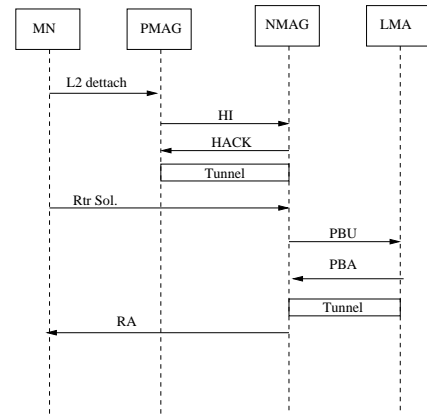 MN PMAG NMAG LMA
L2 dettach
HI
HACK
Tunnel
Rtr Sol.
PBU
PBA
Tunnel
RA